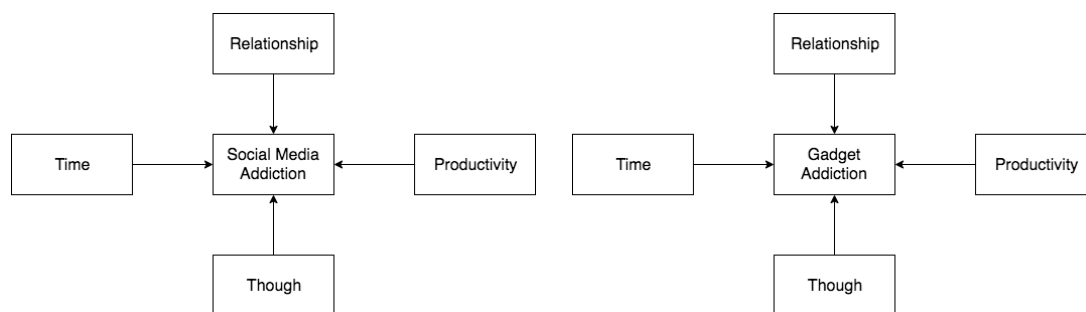 Relationship
Time
Social Media
Addiction
Productivity
Though
Relationship
Time
Gadget
Addiction
Productivity
Though